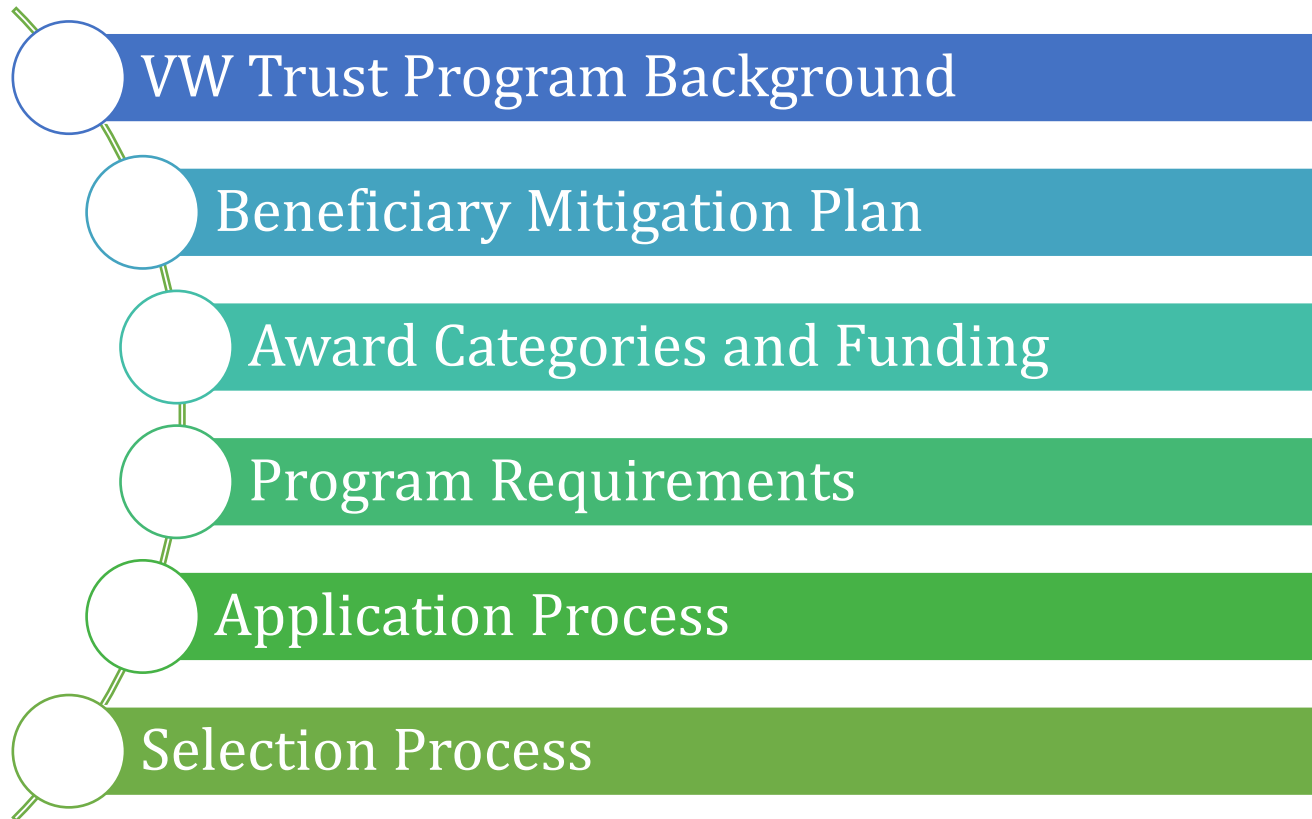 VW Trust Program Background
Beneficiary Mitigation Plan
Award Categories and Funding
Program Requirements
Application Process
Selection Process